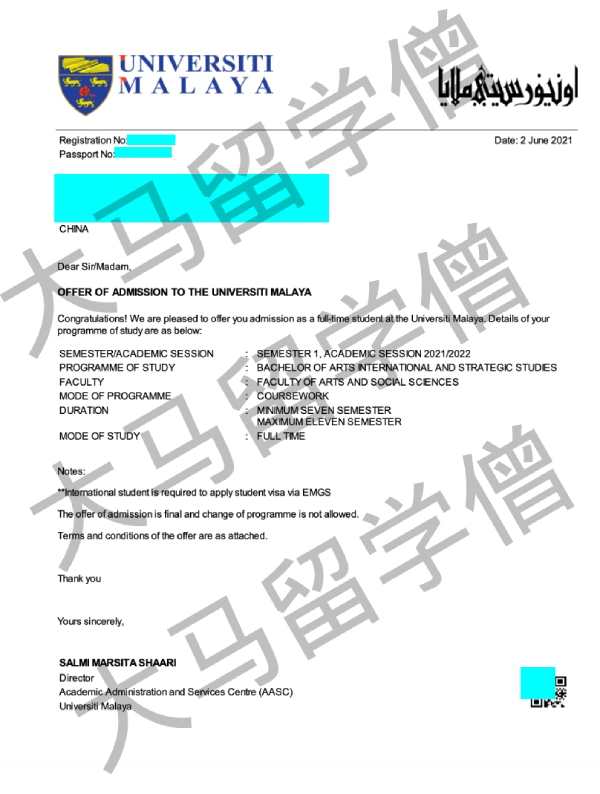 UNIVERSITI
MALAYA
اونيۏرسيتي ملايا
Registration No:
Date: 2 June 2021
Passport No:
CHINA
Dear Sir/Madam,
OFFER OF ADMISSION TO THE UNIVERSITI MALAYA
Congratulations! We are pleased to offer you admission as a full-time student at the Universiti Malaya. Details of your
programme of study are as below:
SEMESTER/ACADEMIC SESSION : SEMESTER 1, ACADEMIC SESSION 2021/2022
PROGRAMME OF STUDY : BACHELOR OF ARTS INTERNATIONAL AND STRATEGIC STUDIES
FACULTY : FACULTY OF ARTS AND SOCIAL SCIENCES
MODE OF PROGRAMME : COURSEWORK
DURATION : MINIMUM SEVEN SEMESTER
MAXIMUM ELEVEN SEMESTER
MODE OF STUDY : FULL TIME
Notes:
**International student is required to apply student visa via EMGS
The offer of admission is final and change of programme is not allowed.
Terms and conditions of the offer are as attached.
Thank you
Yours sincerely,
SALMI MARSITA SHAARI
Director
Academic Administration and Services Centre (AASC)
Universiti Malaya
大马留学僧
大马留学僧
大马留学僧